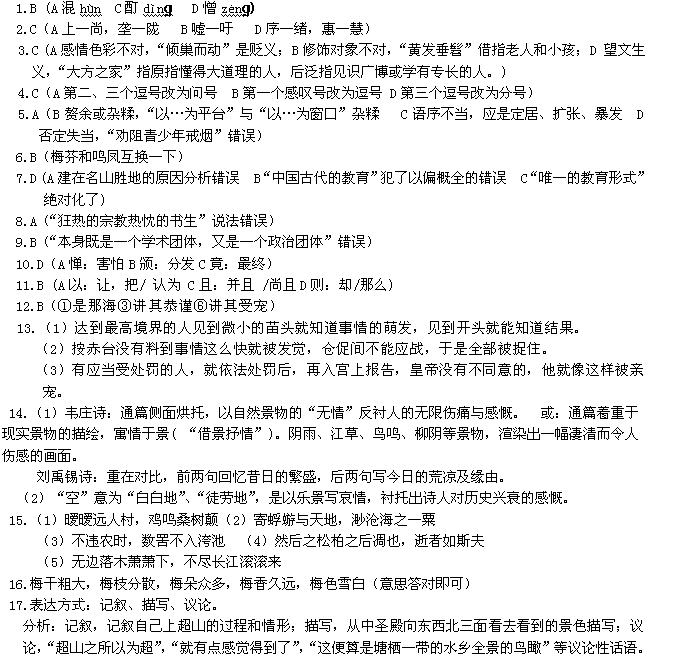 1.B（A混hùn  C酊dǐng  D憎zēng）
2.C（A上一尚，垄一陇  B嘘一吁  D序一绪，惠一慧）
3.C（A感情色彩不对，“倾巢而动”是贬义；B修饰对象不对，“黄发垂髫”借指老人和小孩；D 望文生
义，“大方之家”指原指懂得大道理的人，后泛指见识广博或学有专长的人。）
4.C（A第二、三个逗号改为问号  B第一个感叹号改为逗号 D第三个逗号改为分号）
5.A（B赘余或杂糅，“以…为平台”与“以…为窗口”杂糅  C语序不当，应是定居、扩张、暴发  D
否定失当，“劝阻青少年戒烟”错误）
6.B（梅芬和鸣凤互换一下）
7.D（A建在名山胜地的原因分析错误  B“中国古代的教育”犯了以偏概全的错误  C“唯一的教育形式”
绝对化了）
8.A（“狂热的宗教热忱的书生”说法错误）
9.B（“本身既是一个学术团体，又是一个政治团体”错误）
10.D（A惮：害怕B颁：分发C竟：最终）
11.B（A以：让，把/ 认为 C且：并且 /尚且D则：却/那么）
12.B（①是那海③讲其恭谨⑥讲其受宠）
13.（1）达到最高境界的人见到微小的苗头就知道事情的萌发，见到开头就能知道结果。
（2）按赤台没有料到事情这么快就被发觉，仓促间不能应战，于是全部被捉住。
（3）有应当受处罚的人，就依法处罚后，再入宫上报告，皇帝没有不同意的，他就像这样被亲
宠。
14.（1）韦庄诗：通篇侧面烘托，以自然景物的“无情”反衬人的无限伤痛与感慨。  或：通篇着重于
现实景物的描绘，寓情于景( “借景抒情”)。阴雨、江草、鸟鸣、柳阴等景物，渲染出一幅凄清而令人
伤感的画面。
刘禹锡诗：重在对比，前两句回忆昔日的繁盛，后两句写今日的荒凉及缘由。
（2）“空”意为“白白地”、“徒劳地”，是以乐景写哀情，衬托出诗人对历史兴衰的感慨。
15.（1）暧暧远人村，鸡鸣桑树颠（2）寄蜉蝣与天地，渺沧海之一粟
（3）不违农时，数罟不入洿池  （4）然后之松柏之后凋也，逝者如斯夫
（5）无边落木萧萧下，不尽长江滚滚来
16.梅干粗大，梅枝分散，梅朵众多，梅香久远，梅色雪白（意思答对即可）
17.表达方式：记叙、描写、议论。
分析：记叙，记叙自己上超山的过程和情形；描写，从中圣殿向东西北三面看去看到的景色描写；议
论，“超山之所以为超”，“就有点感觉得到了”，“这便算是塘栖一带的水乡全景的鸟瞰”等议论性话语。